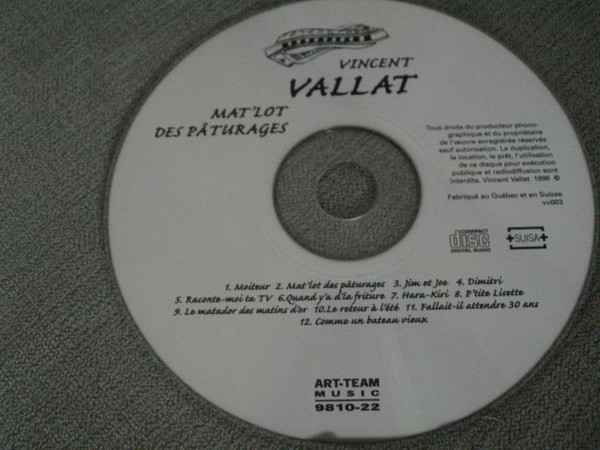 VINCENT
VALLAT
MAT'LOT
DES PÂTURAGES
Tous droits du producteur phono-
graphique et du propriétaire
de l'œuvre enregistrée réservés
sauf autorisation. La duplication,
la location, le prêt, l'utilisation
de ce disque pour exécution
publique et radiodiffusion sont
interdits. Vincent Vallat 1998 ©
Fabriqué au Québec et en Suisse
vv003
COMPACT
disc
DIGITAL AUDIO
SUISA
1. Moiteur 2. Mat'lot des pâturages 3. Jim et Joe 4. Dimitri
5. Raconte-moi ta TV 6.Quand y'a d'la friture 7. Hara-Kiri 8. P'tite Lisette
9. Le matador des matins d'or 10.Le retour à l'été 11. Fallait-il attendre 30 ans
12. Comme un bateau vieux
ART-TEAM
MUSIC
9810-22